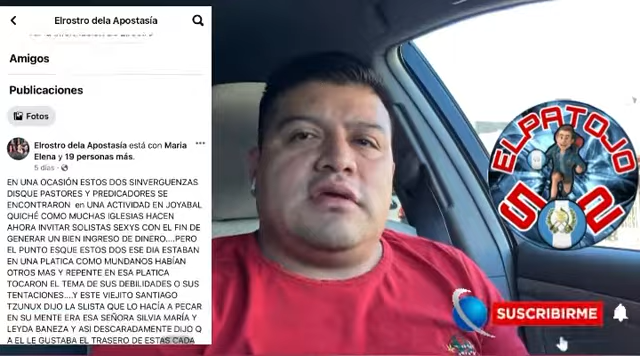 Elrostro dela Apostasía
Amigos
Publicaciones
Fotos
Elrostro dela Apostasía está con Maria
Elena y 19 personas más.
5 días
EN UNA OCASIÓN ESTOS DOS SINVERGUENZAS
DISQUE PASTORES Y PREDICADORES SE
ENCONTRARON en UNA ACTIVIDAD EN JOYABAL
QUICHÉ COMO MUCHAS IGLESIAS HACEN
AHORA INVITAR SOLISTAS SEXYS CON EL FIN DE
GENERAR UN BIEN INGRESO DE DINERO....PERO
EL PUNTO ESQUE ESTOS DOS ESE DIA ESTABAN
EN UNA PLATICA COMO MUNDANOS HABÍAN
OTROS MAS Y REPENTE EN ESA PLATICA
TOCARON EL TEMA DE SUS DEBILIDADES O SUS
TENTACIONES....Y ESTE VIEJITO SANTIAGO
TZUNUX DIJO LA SLISTA QUE LO HACÍA A PECAR
EN SU MENTE ERA ESA SEÑORA SILVIA MARÍA Y
LEYDA BANEZA Y ASI DESCARADAMENTE DIJO Q
A EL LE GUSTABA EL TRASERO DE ESTAS CADA
ELPATOJO
502
SUSCRIBIRME